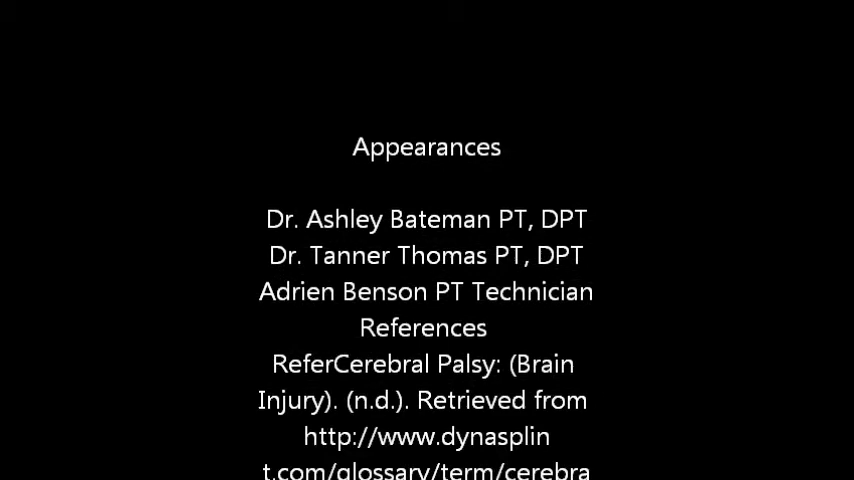 Appearances
Dr. Ashley Bateman PT, DPT
Dr. Tanner Thomas PT, DPT
Adrien Benson PT Technician
References
ReferCerebral Palsy: (Brain
Injury). (n.d.). Retrieved from
http://www.dynasplin
t.com/glossary/term/cerebra